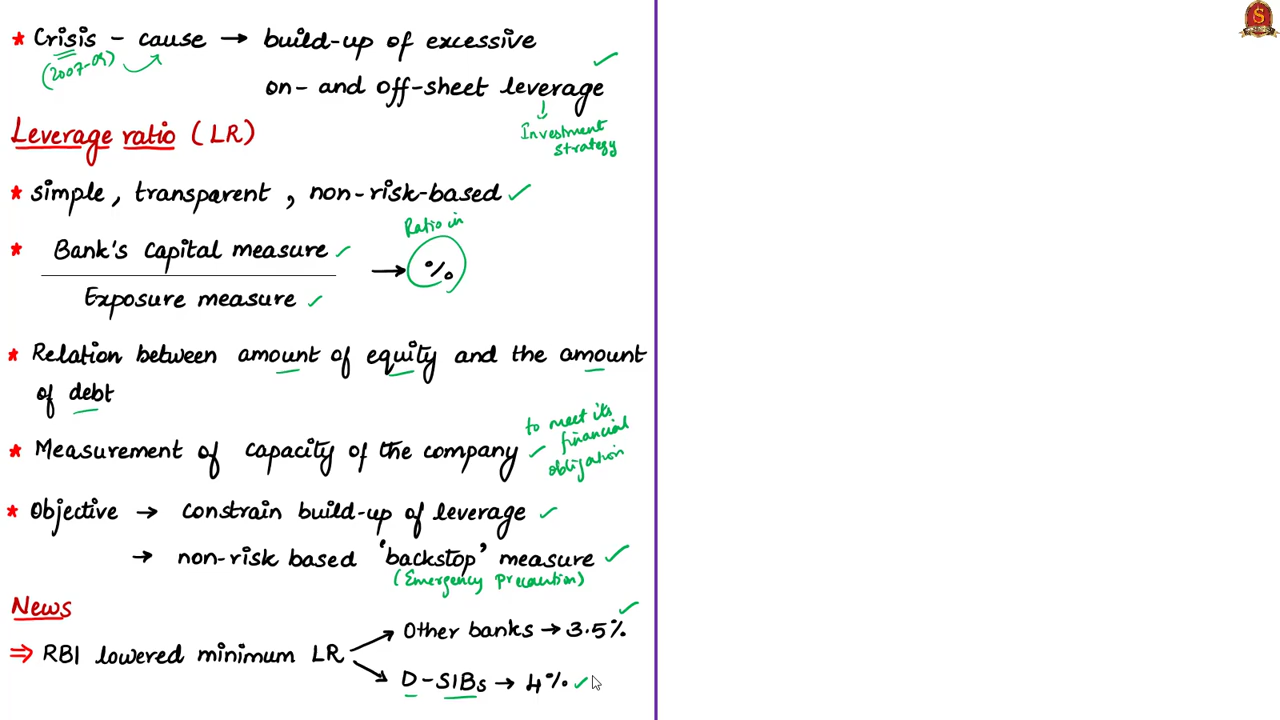 * Crisis - cause → build-up of excessive
(2007-09)
on- and off-sheet leverage
Investment
strategy
Leverage ratio (LR)
* simple, transparent, non-risk-based
Ratio in
* Bank's capital measure
→ %
Exposure measure
* Relation between amount of equity and the amount
of debt
to meet its
financial
obligation
* Measurement of capacity of the company
* Objective → constrain build-up of leverage
→ non-risk based 'backstop' measure
(Emergency precaution)
News
⇒ RBI lowered minimum LR
Other banks → 3.5%
D-SIBs → 4%
S